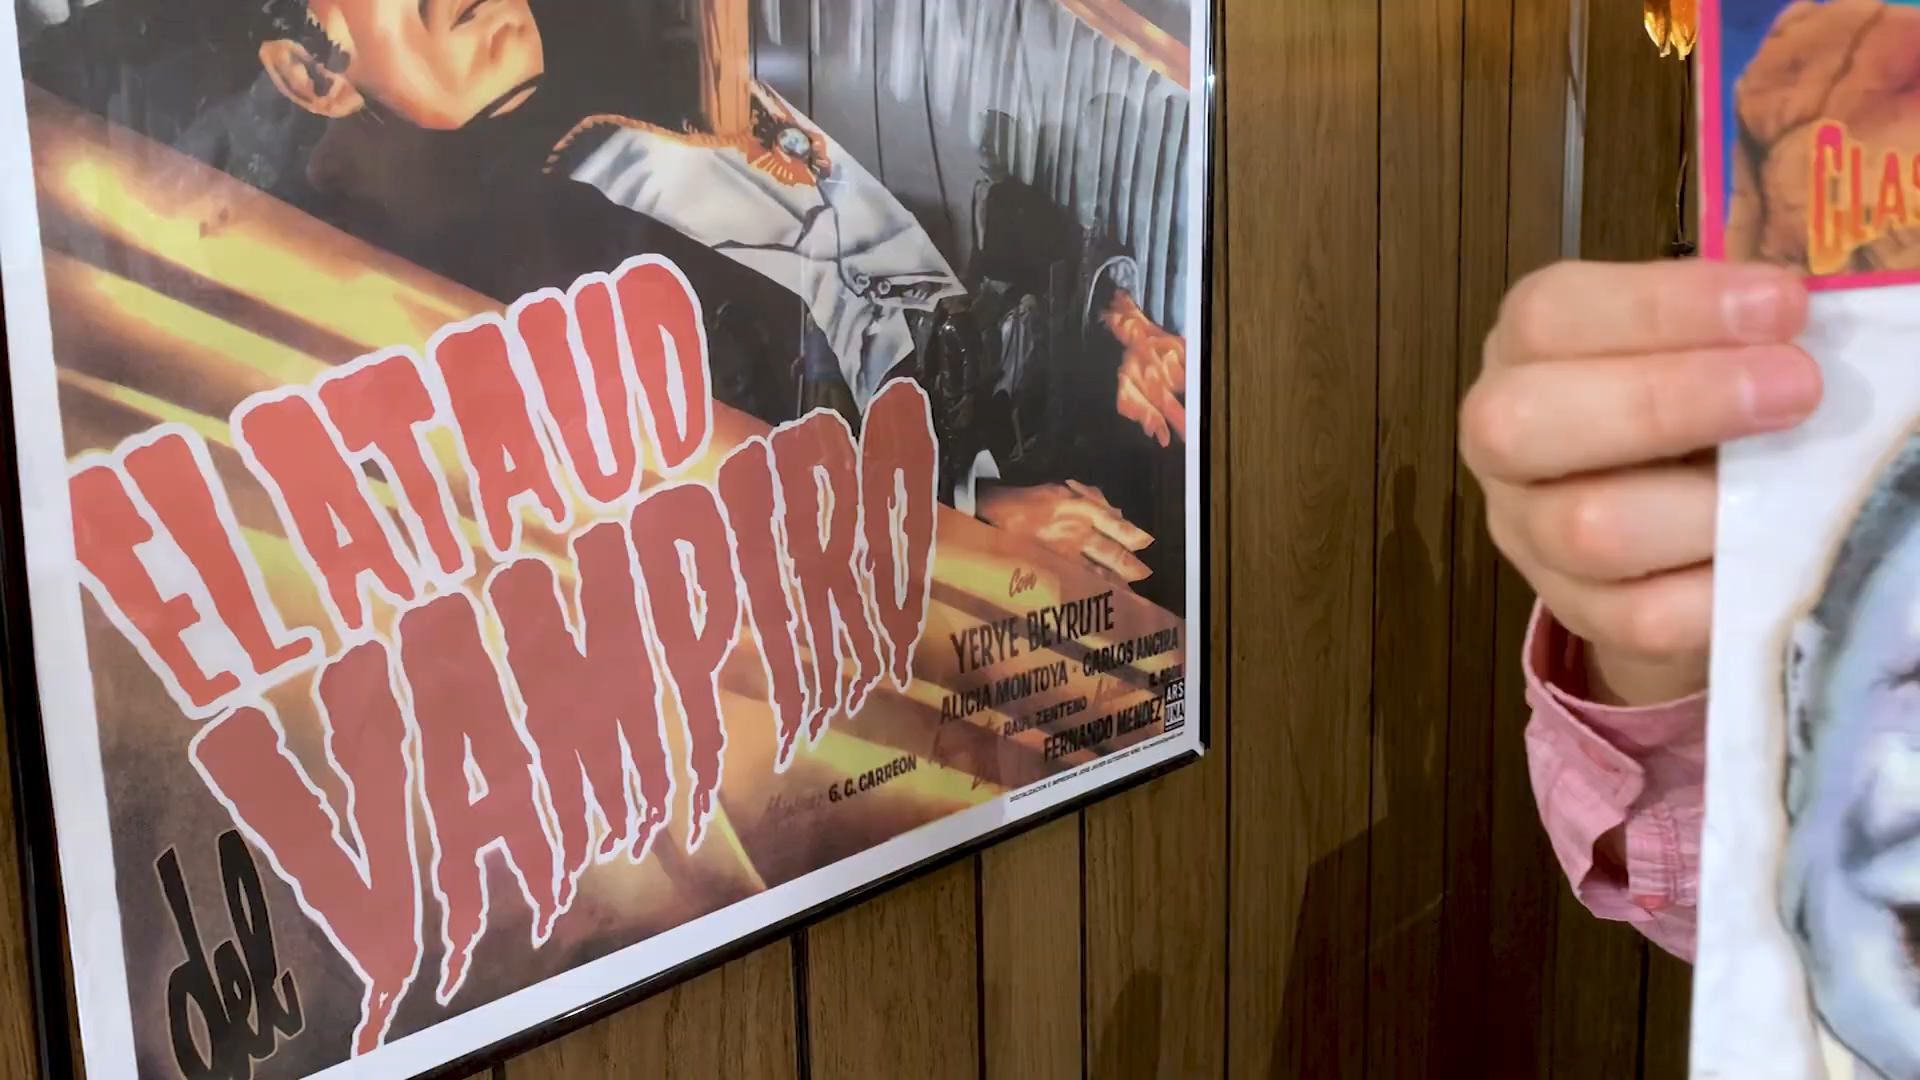 EL ATAUD
del VAMPIRO
Con
YERYE BEYRUTE
ALICIA MONTOYA - CARLOS ANCIRA
RAUL ZENTENO
FERNANDO MENDEZ
G. C. CARREON
ARS
UNA
CLAS